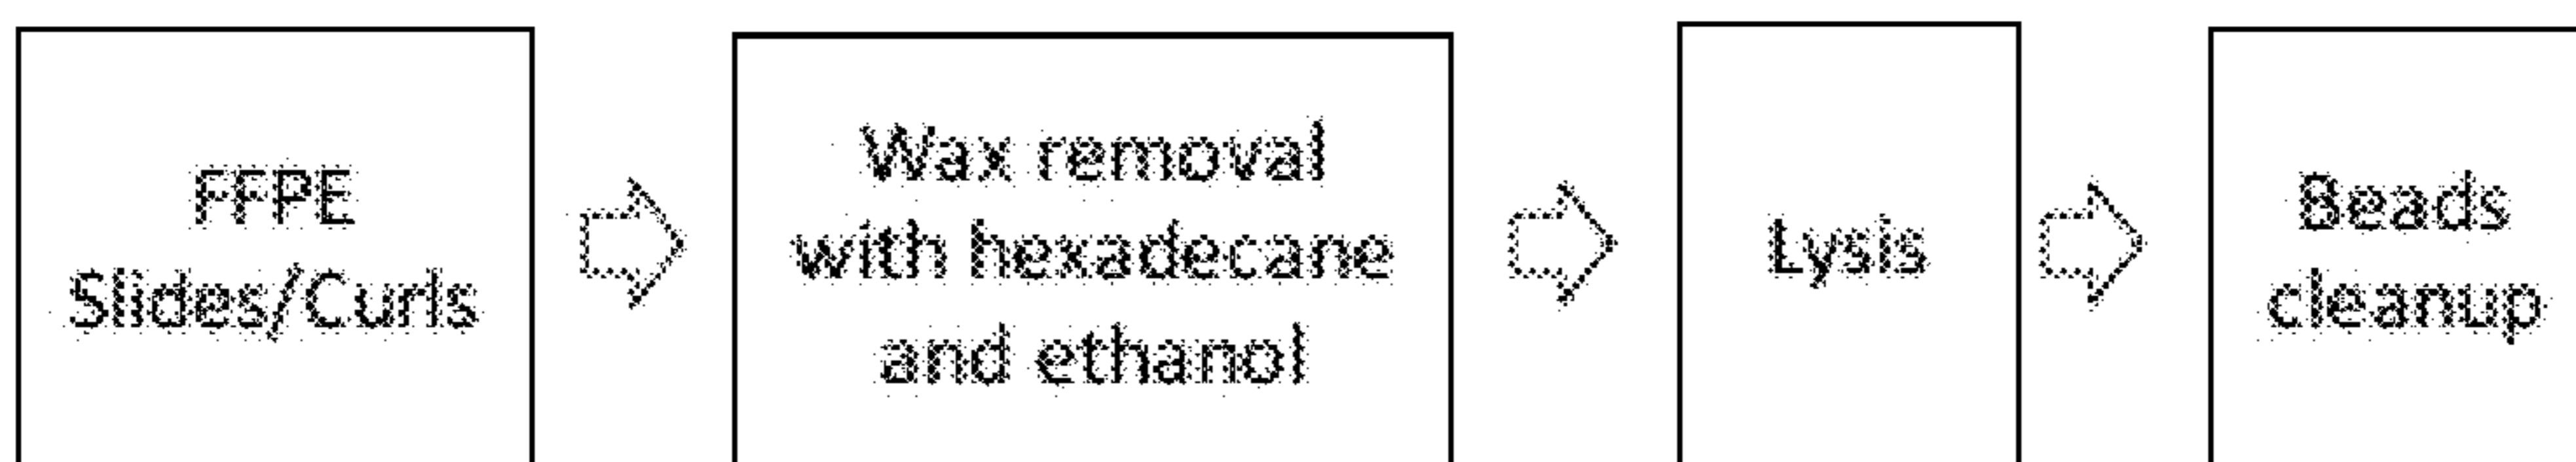 FFPE
Slides/Curls
Wax removal
with hexadecane
and ethanol
Lysis
Beads
cleanup